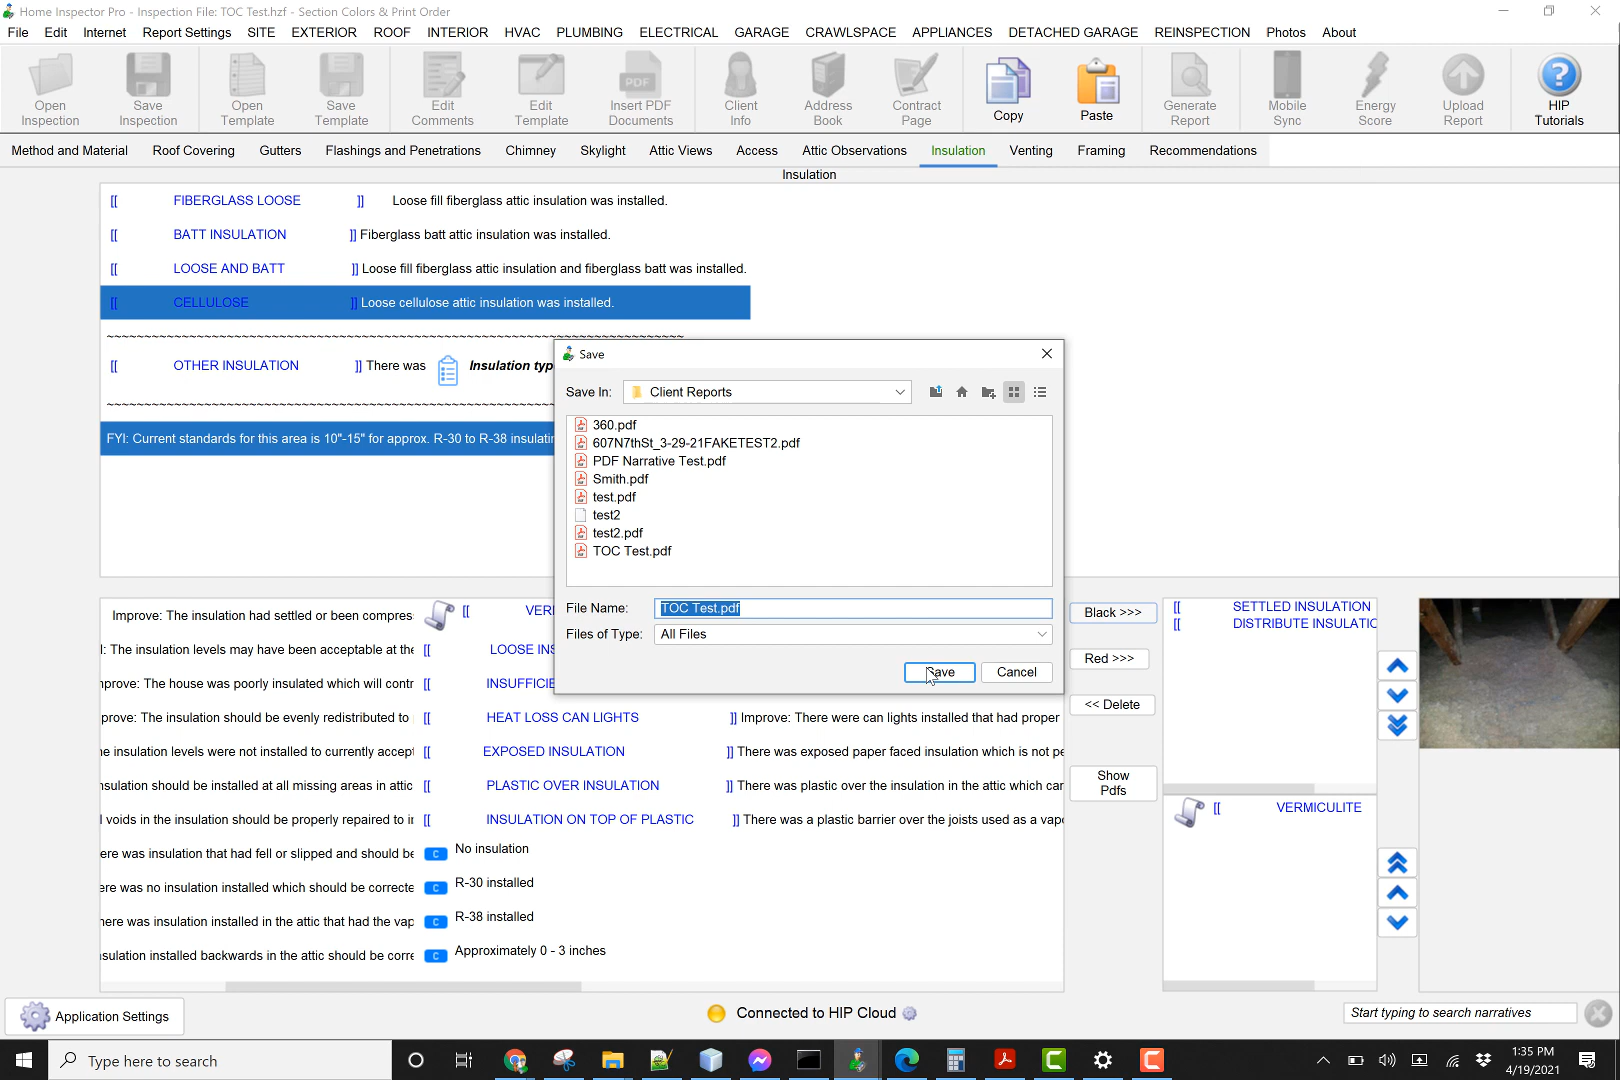 Home Inspector Pro - Inspection File: TOC Test.hzf - Section Colors & Print Order
File Edit Internet Report Settings SITE EXTERIOR ROOF INTERIOR HVAC PLUMBING ELECTRICAL GARAGE CRAWLSPACE APPLIANCES DETACHED GARAGE REINSPECTION Photos About
Open Inspection
Save Inspection
Open Template
Save Template
Edit Comments
Edit Template
PDF
Insert PDF Documents
Client Info
Address Book
Contract Page
Copy
Paste
Generate Report
Mobile Sync
Energy Score
Upload Report
?
HIP Tutorials
Method and Material Roof Covering Gutters Flashings and Penetrations Chimney Skylight Attic Views Access Attic Observations Insulation Venting Framing Recommendations
Insulation
[[ FIBERGLASS LOOSE ]] Loose fill fiberglass attic insulation was installed.
[[ BATT INSULATION ]] Fiberglass batt attic insulation was installed.
[[ LOOSE AND BATT ]] Loose fill fiberglass attic insulation and fiberglass batt was installed.
[[ CELLULOSE ]] Loose cellulose attic insulation was installed.
[[ OTHER INSULATION ]] There was Insulation typ
FYI: Current standards for this area is 10"-15" for approx. R-30 to R-38 insulatin
Save
Save In: Client Reports
360.pdf
607N7thSt_3-29-21FAKETEST2.pdf
PDF Narrative Test.pdf
Smith.pdf
test.pdf
test2
test2.pdf
TOC Test.pdf
File Name: TOC Test.pdf
Files of Type: All Files
Save Cancel
Improve: The insulation had settled or been compres
I: The insulation levels may have been acceptable at the
nprove: The house was poorly insulated which will contr
prove: The insulation should be evenly redistributed to
he insulation levels were not installed to currently accept
nsulation should be installed at all missing areas in attic
l voids in the insulation should be properly repaired to ir
ere was insulation that had fell or slipped and should be
ere was no insulation installed which should be correcte
here was insulation installed in the attic that had the vap
sulation installed backwards in the attic should be corre
[[ VER
[[ LOOSE INS
[[ INSUFFICIE
[[ HEAT LOSS CAN LIGHTS ]] Improve: There were can lights installed that had proper
[[ EXPOSED INSULATION ]] There was exposed paper faced insulation which is not pe
[[ PLASTIC OVER INSULATION ]] There was plastic over the insulation in the attic which car
[[ INSULATION ON TOP OF PLASTIC ]] There was a plastic barrier over the joists used as a vap
C No insulation
C R-30 installed
C R-38 installed
C Approximately 0 - 3 inches
Black >>>
Red >>>
<< Delete
Show Pdfs
[[ SETTLED INSULATION
[[ DISTRIBUTE INSULATIO
[[ VERMICULITE
Application Settings
Connected to HIP Cloud
Start typing to search narratives
Type here to search
1:35 PM
4/19/2021